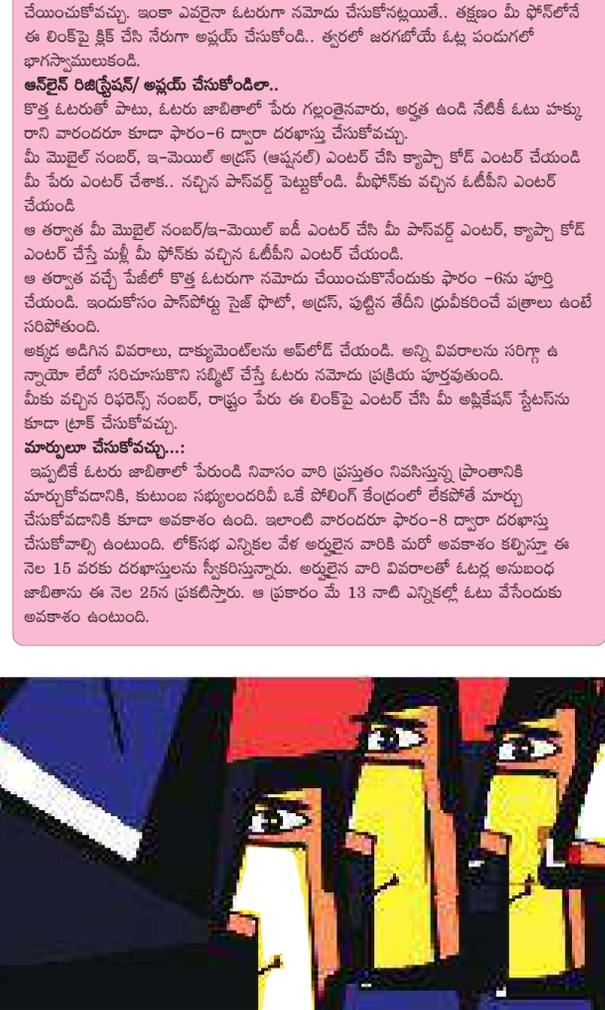 చేయించుకోవచ్చు. ఇంకా ఎవరైనా ఓటరుగా నమోదు చేసుకోనట్లయితే.. తక్షణం మీ ఫోన్‌లోనే
ఈ లింక్‌పై క్లిక్ చేసి నేరుగా అప్లయ్ చేసుకోండి.. త్వరలో జరగబోయే ఓట్ల పండుగలో
భాగస్వాములుకండి.
ఆన్‌లైన్ రిజిస్ట్రేషన్/ అప్లయ్ చేసుకోండిలా..
కొత్త ఓటరుతో పాటు, ఓటరు జాబితాలో పేరు గల్లంతైనవారు, అర్హత ఉండి నేటికీ ఓటు హక్కు
రాని వారందరూ కూడా ఫారం-6 ద్వారా దరఖాస్తు చేసుకోవచ్చు.
మీ మొబైల్ నంబర్, ఇ-మెయిల్ అడ్రస్ (ఆప్షనల్) ఎంటర్ చేసి క్యాప్చా కోడ్ ఎంటర్ చేయండి
మీ పేరు ఎంటర్ చేశాక.. నచ్చిన పాస్‌వర్డ్ పెట్టుకోండి. మీఫోన్‌కు వచ్చిన ఓటీపీని ఎంటర్
చేయండి
ఆ తర్వాత మీ మొబైల్ నంబర్/ఇ-మెయిల్ ఐడీ ఎంటర్ చేసి మీ పాస్‌వర్డ్ ఎంటర్, క్యాప్చా కోడ్
ఎంటర్ చేస్తే మళ్లీ మీ ఫోన్‌కు వచ్చిన ఓటీపీని ఎంటర్ చేయండి.
ఆ తర్వాత వచ్చే పేజీలో కొత్త ఓటరుగా నమోదు చేయించుకొనేందుకు ఫారం -6ను పూర్తి
చేయండి. ఇందుకోసం పాస్‌పోర్టు సైజ్ ఫొటో, అడ్రస్, పుట్టిన తేదీని ధ్రువీకరించే పత్రాలు ఉంటే
సరిపోతుంది.
అక్కడ అడిగిన వివరాలు, డాక్యుమెంట్‌లను అప్‌లోడ్ చేయండి. అన్ని వివరాలను సరిగ్గా ఉ
న్నాయో లేదో సరిచూసుకొని సబ్మిట్ చేస్తే ఓటరు నమోదు ప్రక్రియ పూర్తవుతుంది.
మీకు వచ్చిన రిఫరెన్స్ నంబర్, రాష్ట్రం పేరు ఈ లింక్‌పై ఎంటర్ చేసి మీ అప్లికేషన్ స్టేటస్‌ను
కూడా ట్రాక్ చేసుకోవచ్చు.
మార్పులూ చేసుకోవచ్చు...:
ఇప్పటికే ఓటరు జాబితాలో పేరుండి నివాసం వారి ప్రస్తుతం నివసిస్తున్న ప్రాంతానికి
మార్చుకోవడానికి, కుటుంబ సభ్యులందరివీ ఒకే పోలింగ్ కేంద్రంలో లేకపోతే మార్పు
చేసుకోవడానికి కూడా అవకాశం ఉంది. ఇలాంటి వారందరూ ఫారం-8 ద్వారా దరఖాస్తు
చేసుకోవాల్సి ఉంటుంది. లోక్‌సభ ఎన్నికల వేళ అర్హులైన వారికి మరో అవకాశం కల్పిస్తూ ఈ
నెల 15 వరకు దరఖాస్తులను స్వీకరిస్తున్నారు. అర్హులైన వారి వివరాలతో ఓటర్ల అనుబంధ
జాబితాను ఈ నెల 25న ప్రకటిస్తారు. ఆ ప్రకారం మే 13 నాటి ఎన్నికల్లో ఓటు వేసేందుకు
అవకాశం ఉంటుంది.